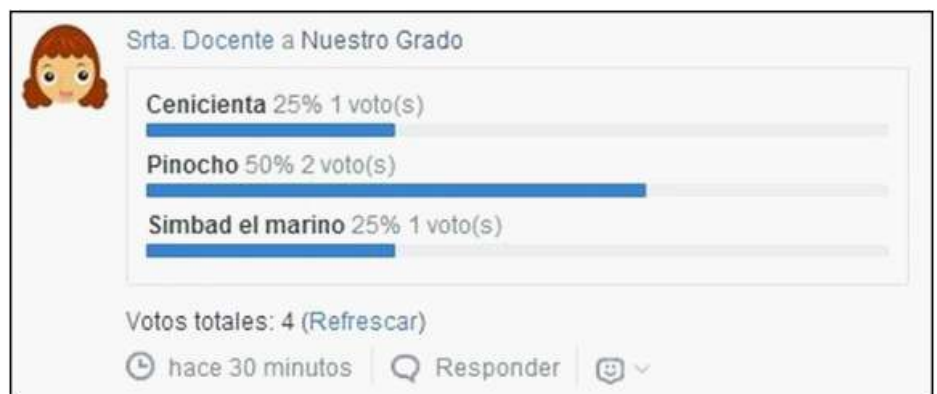 Srta. Docente a Nuestro Grado
Cenicienta 25% 1 voto(s)
Pinocho 50% 2 voto(s)
Simbad el marino 25% 1 voto(s)
Votos totales: 4 (Refrescar)
hace 30 minutos Responder